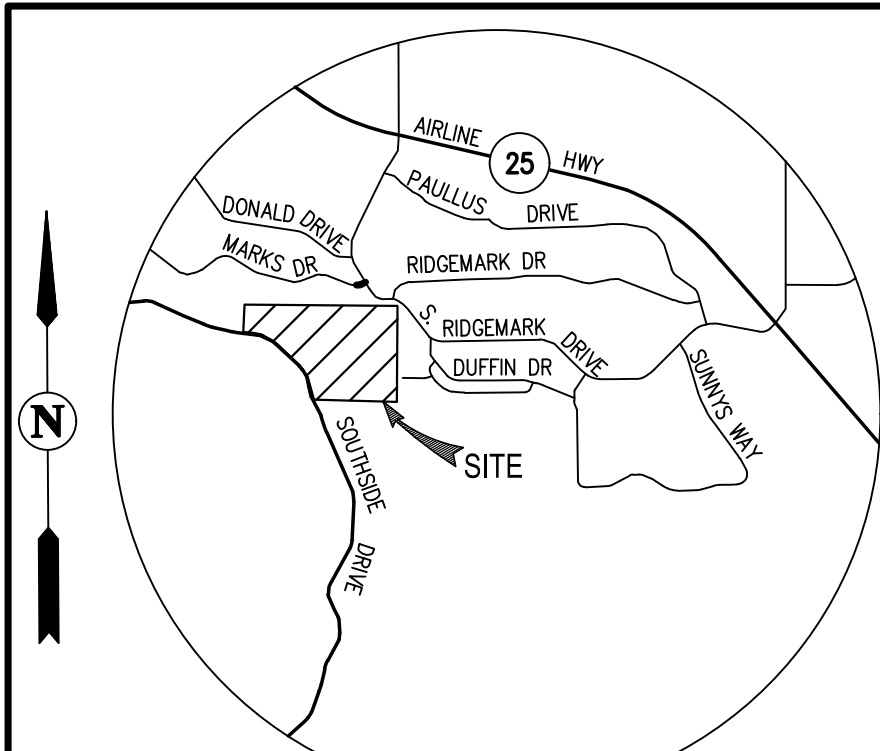 AIRLINE
25
HWY
PAULLUS DRIVE
DONALD DRIVE
MARKS DR
RIDGEMARK DR
S. RIDGEMARK DRIVE
DUFFIN DR
SUNNYS WAY
N
SITE
SOUTHSIDE DRIVE